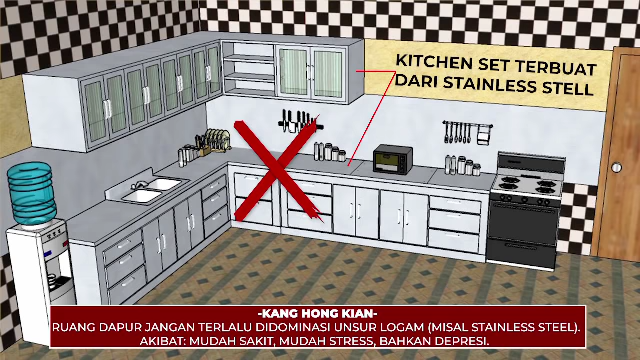 KITCHEN SET TERBUAT
DARI STAINLESS STELL
-KANG HONG KIAN-
RUANG DAPUR JANGAN TERLALU DIDOMINASI UNSUR LOGAM (MISAL STAINLESS STEEL).
AKIBAT: MUDAH SAKIT, MUDAH STRESS, BAHKAN DEPRESI.